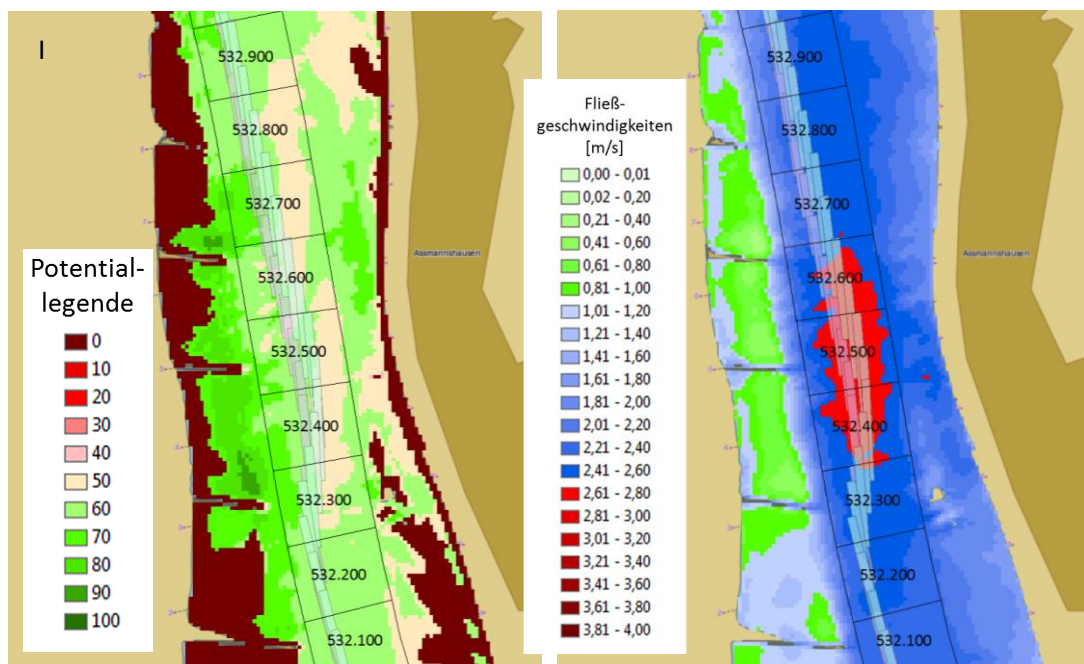 I
532.900
532.800
532.700
532.600
532.500
532.400
532.300
532.200
532.100
Assmannshausen
Potential-
legende
0
10
20
30
40
50
60
70
80
90
100
Fließ-
geschwindigkeiten
[m/s]
0,00 - 0,01
0,02 - 0,20
0,21 - 0,40
0,41 - 0,60
0,61 - 0,80
0,81 - 1,00
1,01 - 1,20
1,21 - 1,40
1,41 - 1,60
1,61 - 1,80
1,81 - 2,00
2,01 - 2,20
2,21 - 2,40
2,41 - 2,60
2,61 - 2,80
2,81 - 3,00
3,01 - 3,20
3,21 - 3,40
3,41 - 3,60
3,61 - 3,80
3,81 - 4,00
532.900
532.800
532.700
532.600
532.500
532.400
532.300
532.200
532.100
Assmannshausen